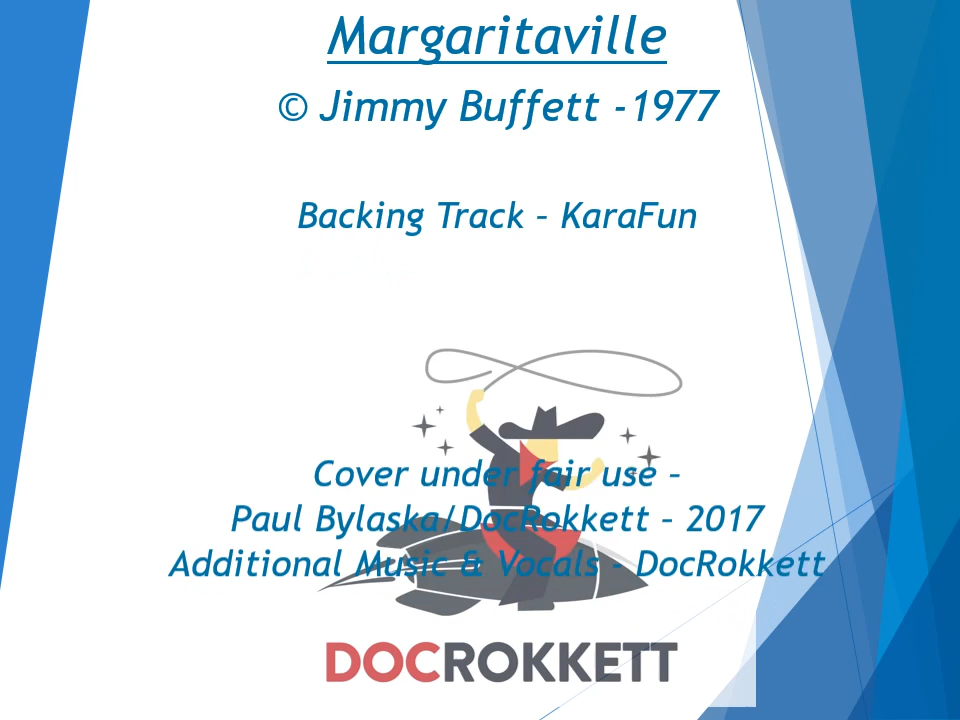 Margaritaville
© Jimmy Buffett -1977
Backing Track – KaraFun
Cover under fair use –
Paul Bylaska/DocRokkett – 2017
Additional Music & Vocals - DocRokkett
DOCROKKETT